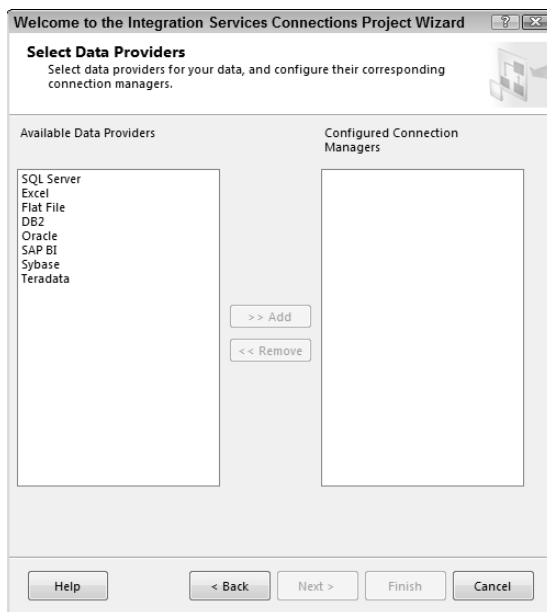 Welcome to the Integration Services Connections Project Wizard
Select Data Providers
Select data providers for your data, and configure their corresponding
connection managers.
Available Data Providers
Configured Connection
Managers
SQL Server
Excel
Flat File
DB2
Oracle
SAP BI
Sybase
Teradata
>> Add
<< Remove
Help
< Back
Next >
Finish
Cancel